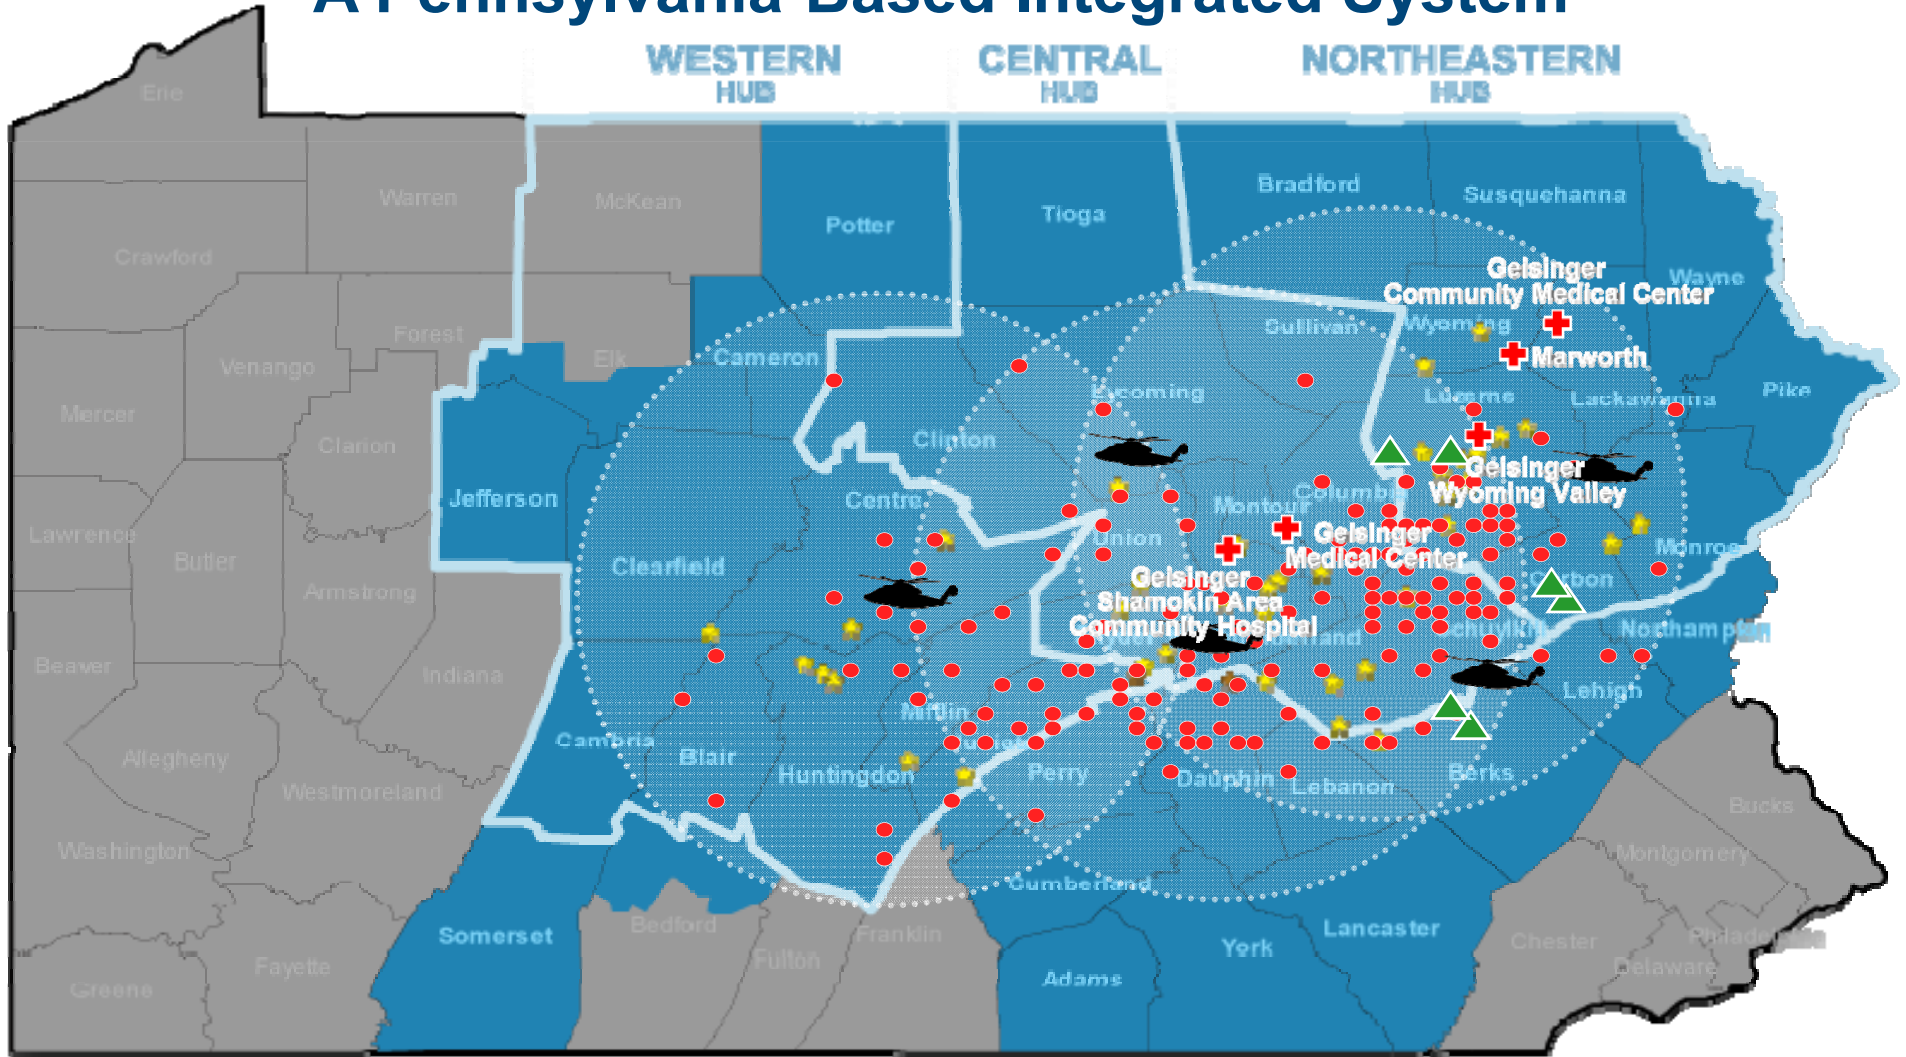 A Pennsylvania-Based Integrated System
WESTERN
HUB
CENTRAL
HUB
NORTHEASTERN
HUB
Erie
Warren
McKean
Potter
Tioga
Bradford
Susquehanna
Crawford
Wayne
Geisinger
Community Medical Center
Forest
Elk
Cameron
Sullivan
Wyoming
Marworth
Venango
Mercer
Clarion
Clinton
Lycoming
Luzerne
Lackawanna
Pike
Jefferson
Centre
Montour
Columbia
Geisinger
Wyoming Valley
Lawrence
Butler
Armstrong
Clearfield
Union
Geisinger
Medical Center
Monroe
Carbon
Geisinger
Shamokin Area
Community Hospital
Schuylkill
Northampton
Beaver
Indiana
Lehigh
Mifflin
Cambria
Blair
Huntingdon
Juniata
Perry
Dauphin
Lebanon
Berks
Allegheny
Westmoreland
Bucks
Washington
Montgomery
Cumberland
Somerset
Bedford
Fulton
Franklin
Adams
York
Lancaster
Chester
Philadelphia
Delaware
Fayette
Greene